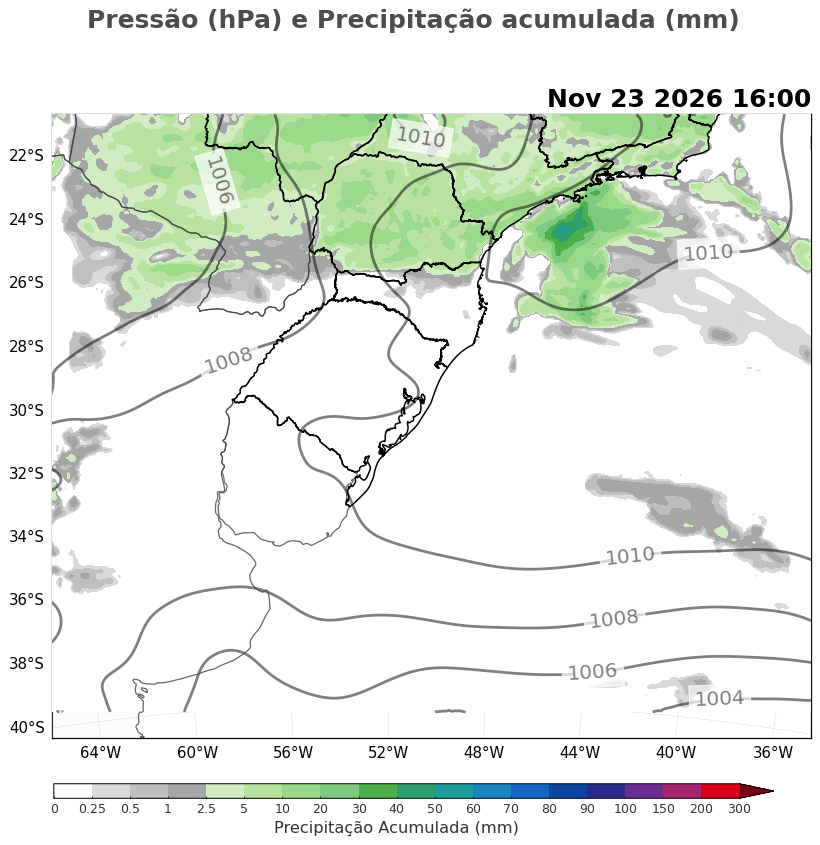 Pressão (hPa) e Precipitação acumulada (mm)
Nov 23 2026 16:00
1010
22°S
1006
24°S
1010
26°S
28°S
1008
30°S
32°S
34°S
1010
36°S
1008
38°S
1006
1004
40°S
64°W 60°W 56°W 52°W 48°W 44°W 40°W 36°W
0 0.25 0.5 1 2.5 5 10 20 30 40 50 60 70 80 90 100 150 200 300
Precipitação Acumulada (mm)